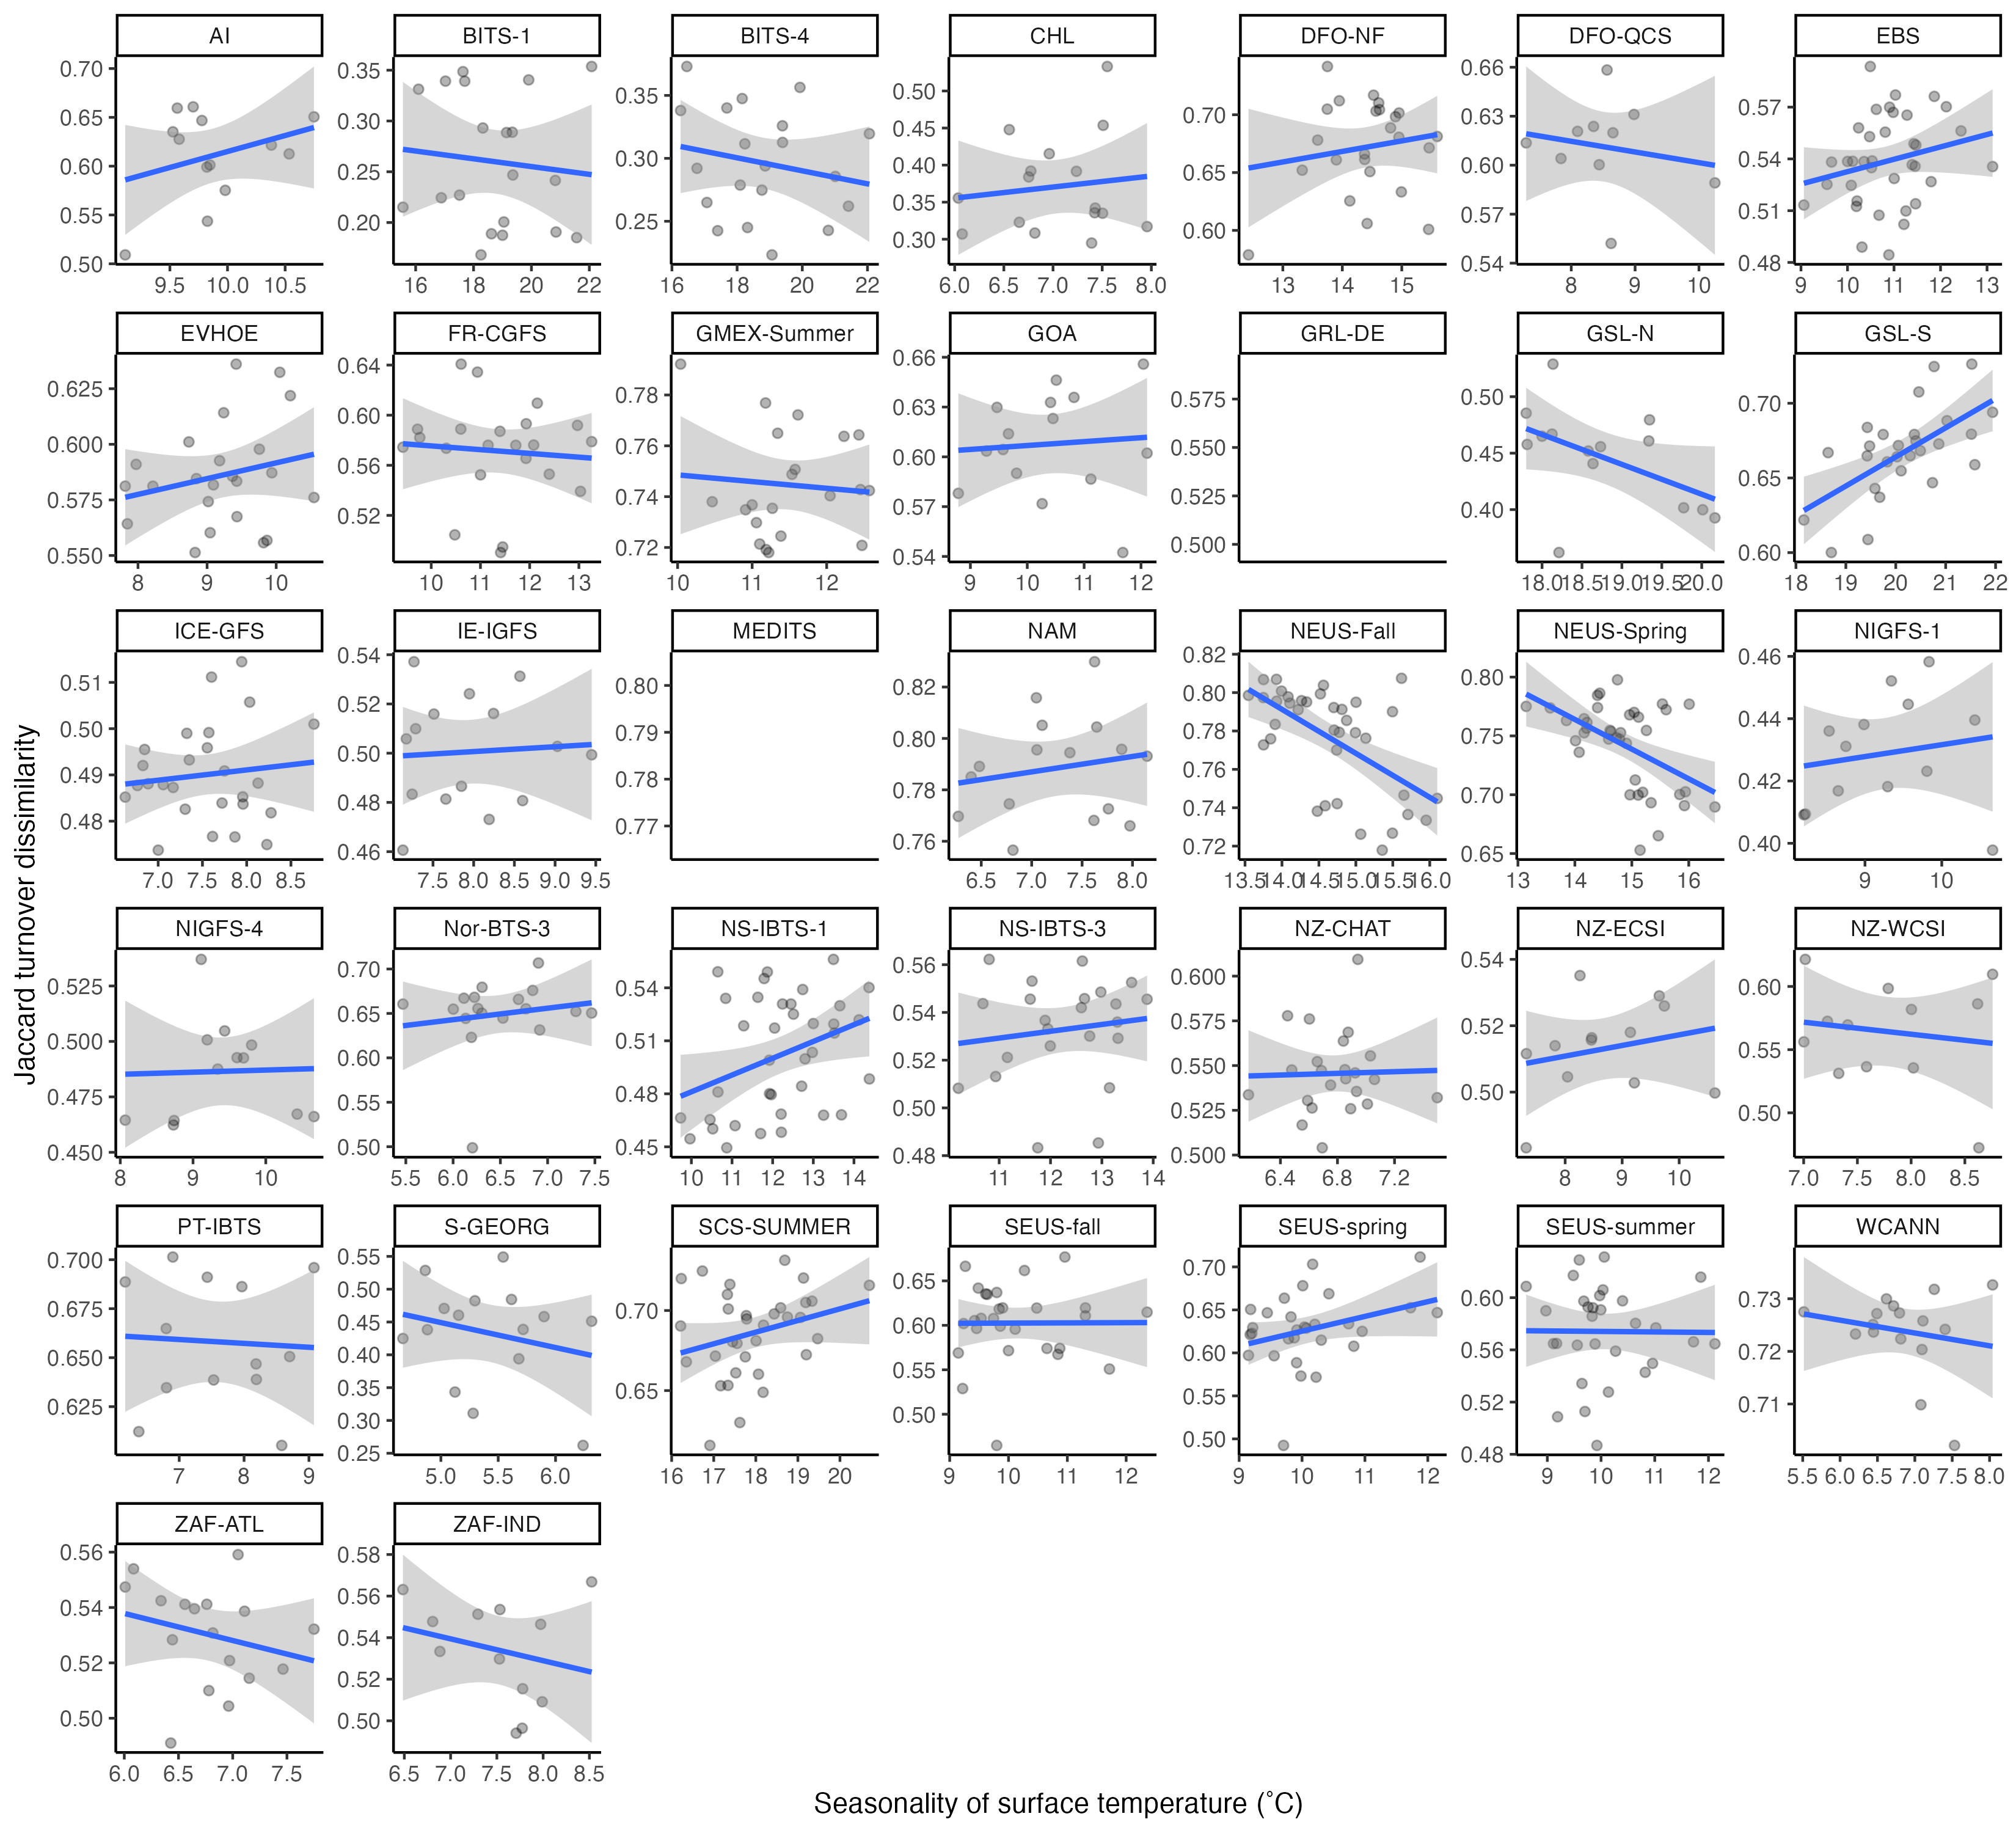 AI BITS-1 BITS-4 CHL DFO-NF DFO-QCS EBS
0.70 0.65 0.60 0.55 0.50
9.5 10.0 10.5
0.35 0.30 0.25 0.20
16 18 20 22
0.35 0.30 0.25
16 18 20 22
0.50 0.45 0.40 0.35 0.30
6.0 6.5 7.0 7.5 8.0
0.70 0.65 0.60
13 14 15
0.66 0.63 0.60 0.57 0.54
8 9 10
0.57 0.54 0.51 0.48
9 10 11 12 13
EVHOE FR-CGFS GMEX-Summer GOA GRL-DE GSL-N GSL-S
0.625 0.600 0.575 0.550
8 9 10
0.64 0.60 0.56 0.52
10 11 12 13
0.78 0.76 0.74 0.72
10 11 12
0.66 0.63 0.60 0.57 0.54
9 10 11 12
0.575 0.550 0.525 0.500
0.50 0.45 0.40
18.0 18.5 19.0 19.5 20.0
0.70 0.65 0.60
18 19 20 21 22
ICE-GFS IE-IGFS MEDITS NAM NEUS-Fall NEUS-Spring NIGFS-1
0.51 0.50 0.49 0.48
7.0 7.5 8.0 8.5
0.54 0.52 0.50 0.48 0.46
7.5 8.0 8.5 9.0 9.5
0.80 0.79 0.78 0.77
0.82 0.80 0.78 0.76
6.5 7.0 7.5 8.0
0.82 0.80 0.78 0.76 0.74 0.72
13.5 14.0 14.5 15.0 15.5 16.0
0.80 0.75 0.70 0.65
13 14 15 16
0.46 0.44 0.42 0.40
9 10
Jaccard turnover dissimilarity
NIGFS-4 Nor-BTS-3 NS-IBTS-1 NS-IBTS-3 NZ-CHAT NZ-ECSI NZ-WCSI
0.525 0.500 0.475 0.450
8 9 10
0.70 0.65 0.60 0.55 0.50
5.5 6.0 6.5 7.0 7.5
0.54 0.51 0.48 0.45
10 11 12 13 14
0.56 0.54 0.52 0.50 0.48
11 12 13 14
0.600 0.575 0.550 0.525 0.500
6.4 6.8 7.2
0.54 0.52 0.50
8 9 10
0.60 0.55 0.50
7.0 7.5 8.0 8.5
PT-IBTS S-GEORG SCS-SUMMER SEUS-fall SEUS-spring SEUS-summer WCANN
0.700 0.675 0.650 0.625
7 8 9
0.55 0.50 0.45 0.40 0.35 0.30 0.25
5.0 5.5 6.0
0.70 0.65
16 17 18 19 20
0.65 0.60 0.55 0.50
9 10 11 12
0.70 0.65 0.60 0.55 0.50
9 10 11 12
0.60 0.56 0.52 0.48
9 10 11 12
0.73 0.72 0.71
5.5 6.0 6.5 7.0 7.5 8.0
ZAF-ATL ZAF-IND
0.56 0.54 0.52 0.50
6.0 6.5 7.0 7.5
0.58 0.56 0.54 0.52 0.50
6.5 7.0 7.5 8.0 8.5
Seasonality of surface temperature (˚C)